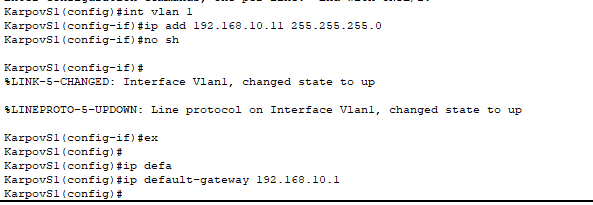 KarpovS1(config)#int vlan 1
KarpovS1(config-if)#ip add 192.168.10.11 255.255.255.0
KarpovS1(config-if)#no sh
KarpovS1(config-if)#
%LINK-5-CHANGED: Interface Vlan1, changed state to up
%LINEPROTO-5-UPDOWN: Line protocol on Interface Vlan1, changed state to up
KarpovS1(config-if)#ex
KarpovS1(config)#
KarpovS1(config)#ip defa
KarpovS1(config)#ip default-gateway 192.168.10.1
KarpovS1(config)#